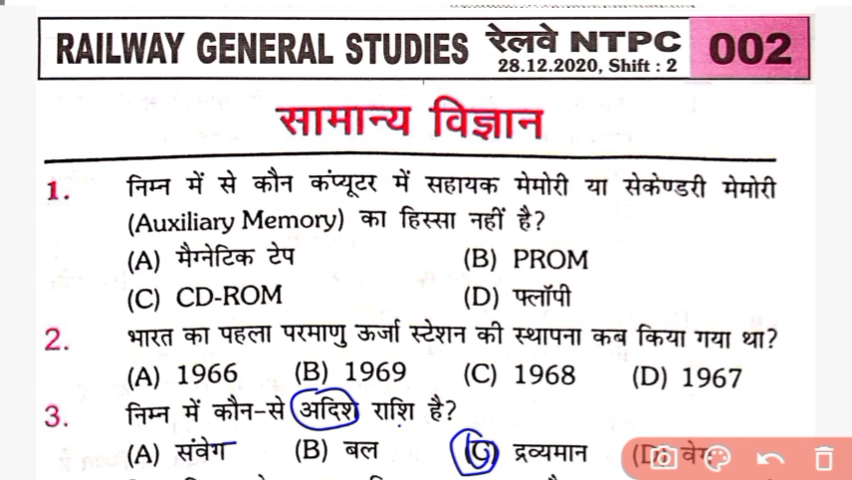 RAILWAY GENERAL STUDIES रेलवे NTPC 002
28.12.2020, Shift : 2
सामान्य विज्ञान
1. निम्न में से कौन कंप्यूटर में सहायक मेमोरी या सेकेण्डरी मेमोरी
(Auxiliary Memory) का हिस्सा नहीं है?
(A) मैग्नेटिक टेप (B) PROM
(C) CD-ROM (D) फ्लॉपी
2. भारत का पहला परमाणु ऊर्जा स्टेशन की स्थापना कब किया गया था?
(A) 1966 (B) 1969 (C) 1968 (D) 1967
3. निम्न में कौन-से अदिश राशि है?
(A) संवेग (B) बल (C) द्रव्यमान (D) वेग